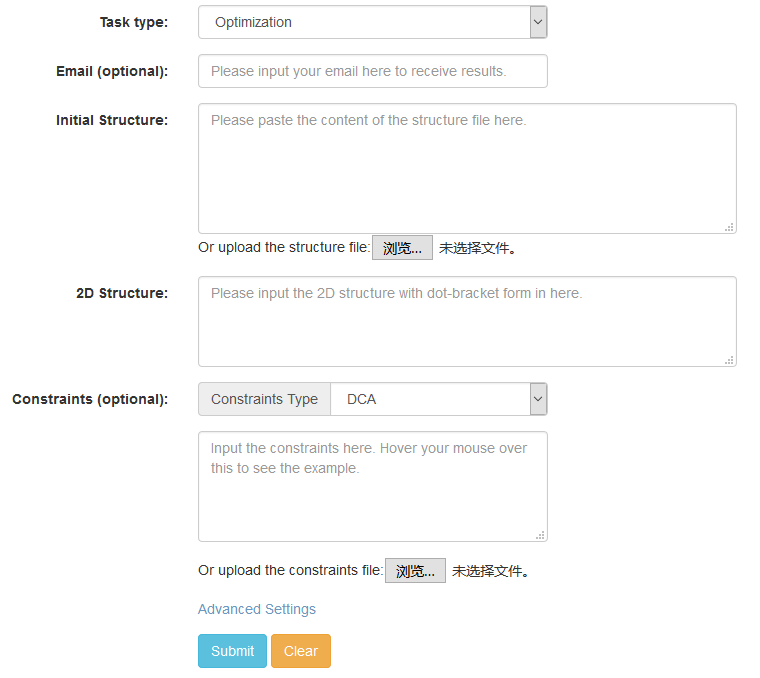 Task type: Optimization
Email (optional): Please input your email here to receive results.
Initial Structure: Please paste the content of the structure file here.
Or upload the structure file: 浏览... 未选择文件。
2D Structure: Please input the 2D structure with dot-bracket form in here.
Constraints (optional): Constraints Type DCA
Input the constraints here. Hover your mouse over
this to see the example.
Or upload the constraints file: 浏览... 未选择文件。
Advanced Settings
Submit Clear